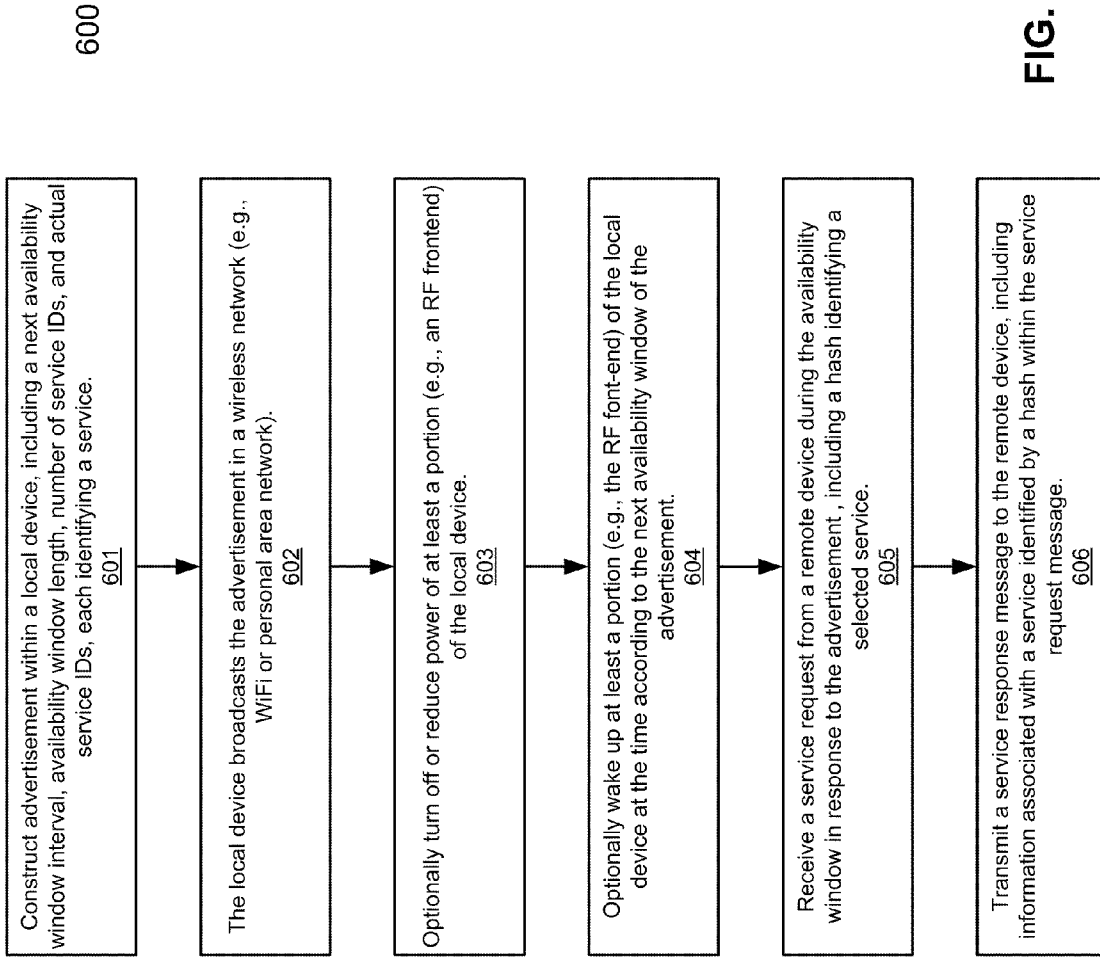 600
Construct advertisement within a local device, including a next availability
window interval, availability window length, number of service IDs, and actual
service IDs, each identifying a service.
601
The local device broadcasts the advertisement in a wireless network (e.g.,
WiFi or personal area network).
602
Optionally turn off or reduce power of at least a portion (e.g., an RF frontend)
of the local device.
603
Optionally wake up at least a portion (e.g., the RF font-end) of the local
device at the time according to the next availability window of the
advertisement.
604
Receive a service request from a remote device during the availability
window in response to the advertisement , including a hash identifying a
selected service.
605
Transmit a service response message to the remote device, including
information associated with a service identified by a hash within the service
request message.
606
FIG.